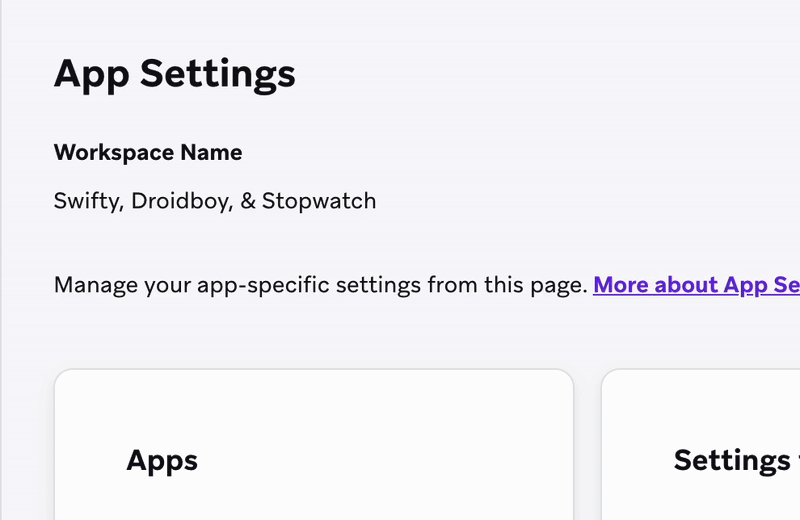 App Settings
Workspace Name
Swifty, Droidboy, & Stopwatch
Manage your app-specific settings from this page. More about App Se
Apps
Settings